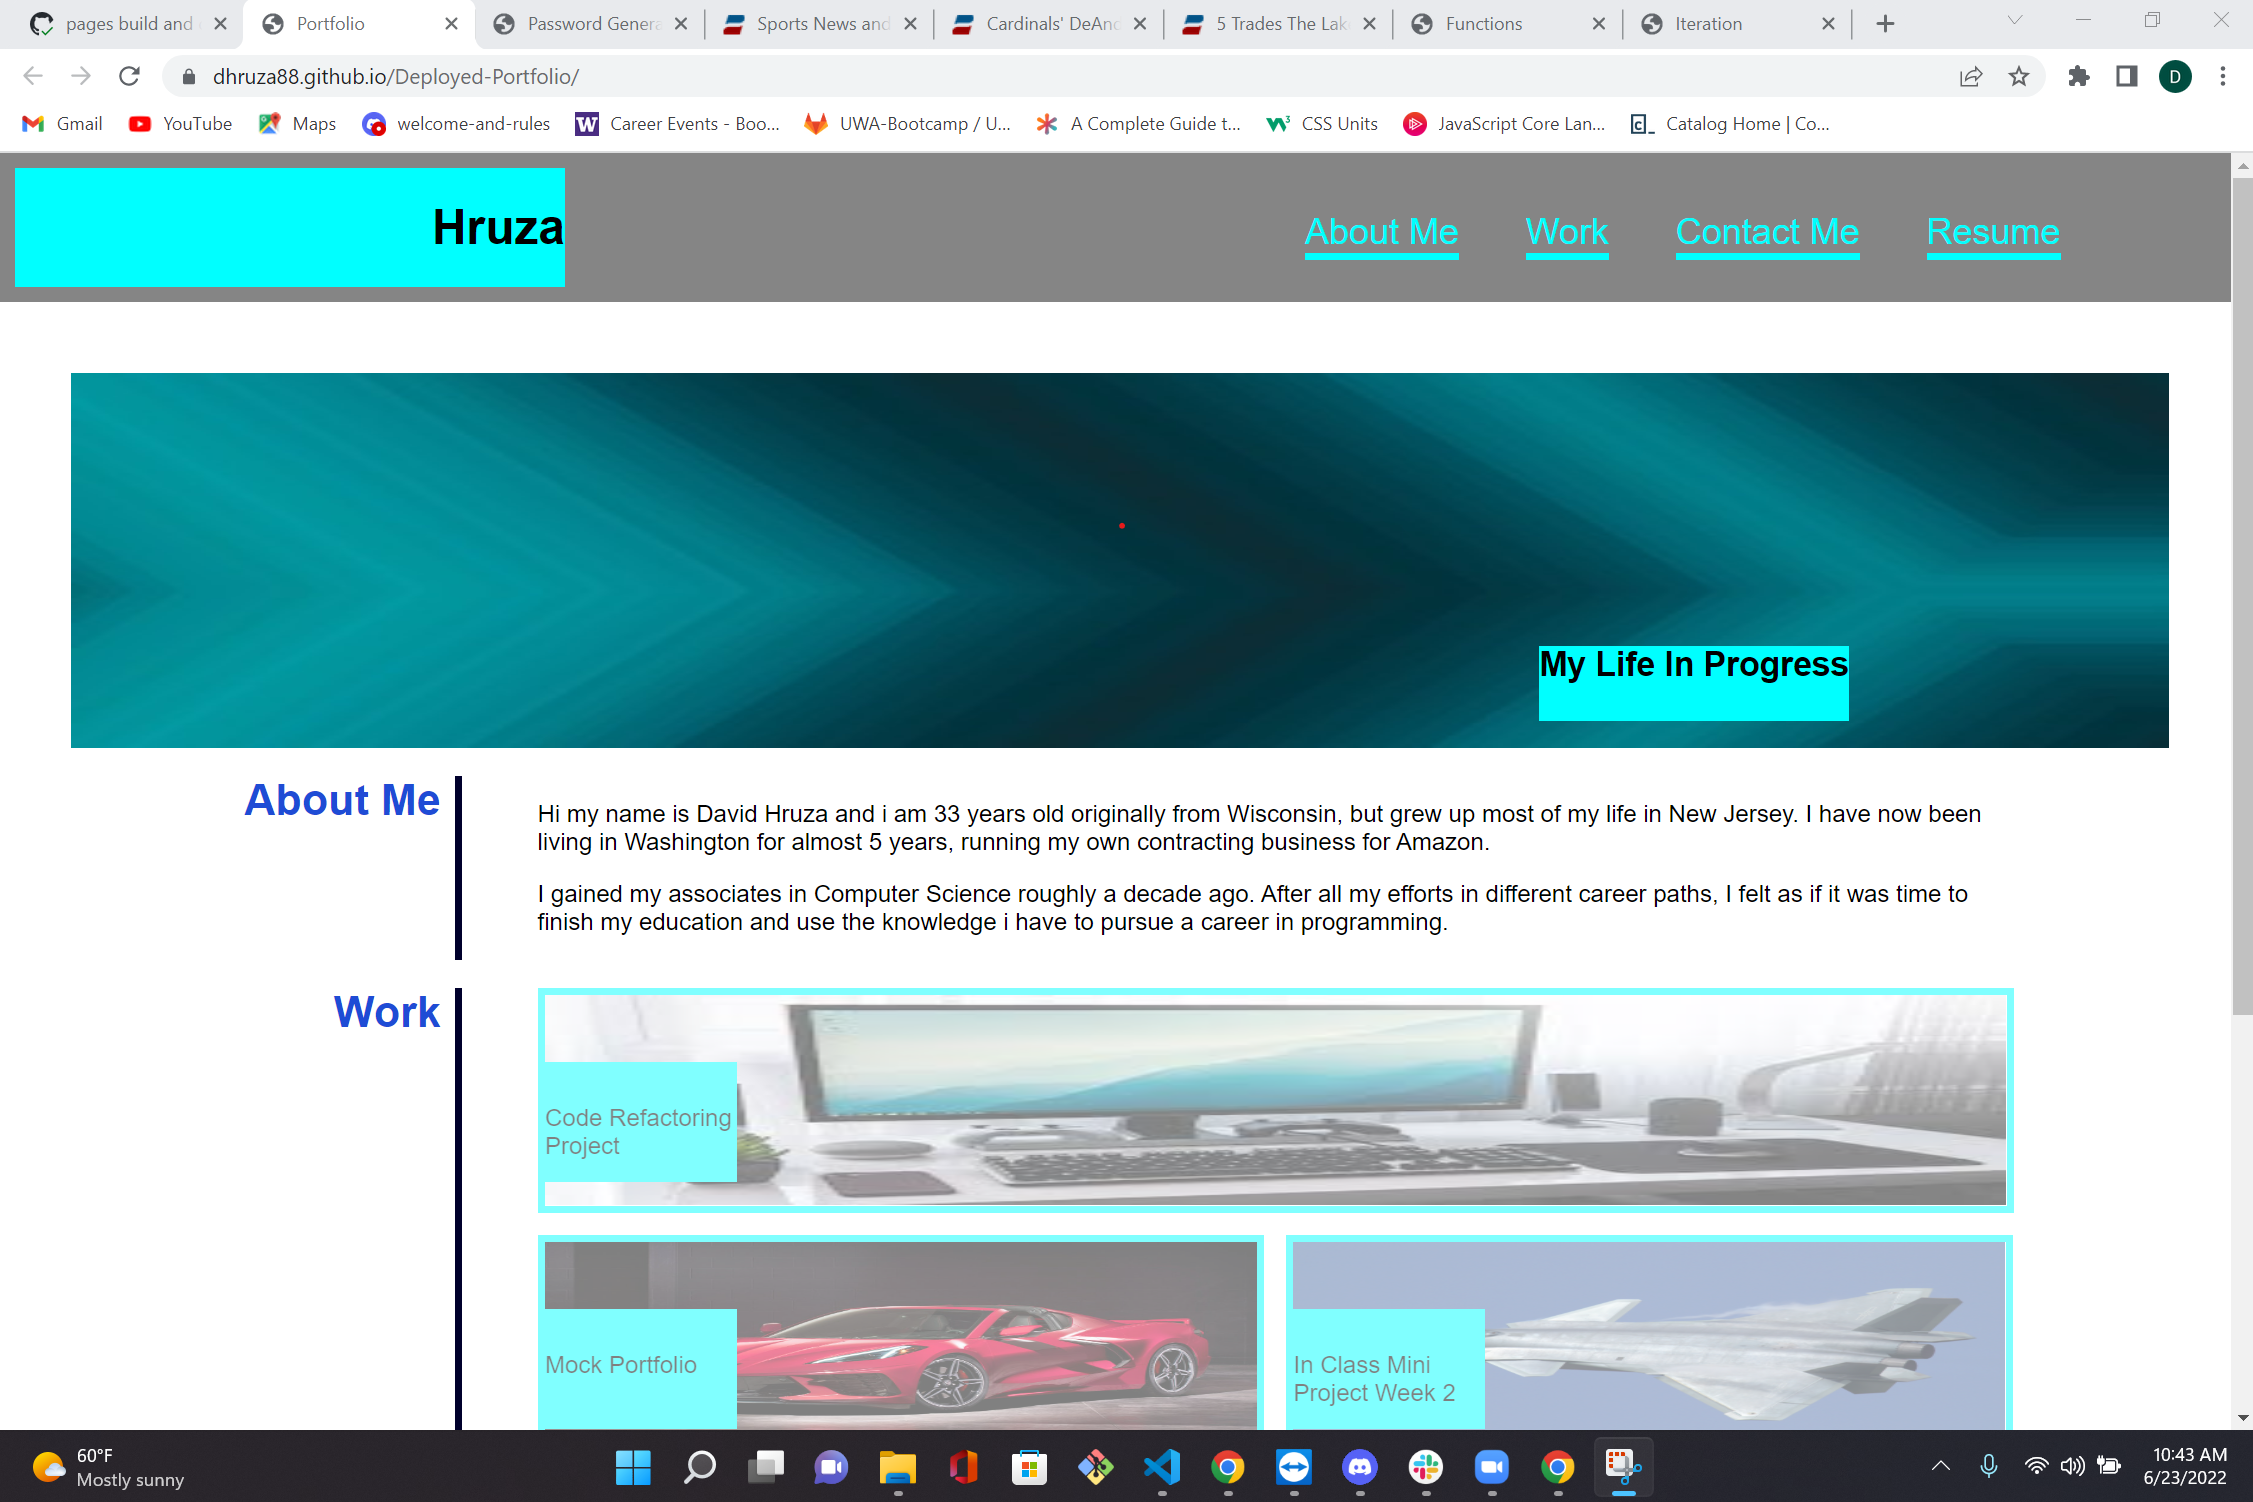 pages build and
Portfolio
Password Genera
Sports News and
Cardinals' DeAnd
5 Trades The Lak
Functions
Iteration
dhruza88.github.io/Deployed-Portfolio/
D
Gmail
YouTube
Maps
welcome-and-rules
W
Career Events - Boo...
UWA-Bootcamp / U...
A Complete Guide t...
CSS Units
JavaScript Core Lan...
Catalog Home | Co...
Hruza
About Me
Work
Contact Me
Resume
My Life In Progress
About Me
Hi my name is David Hruza and i am 33 years old originally from Wisconsin, but grew up most of my life in New Jersey. I have now been
living in Washington for almost 5 years, running my own contracting business for Amazon.
I gained my associates in Computer Science roughly a decade ago. After all my efforts in different career paths, I felt as if it was time to
finish my education and use the knowledge i have to pursue a career in programming.
Work
Code Refactoring
Project
Mock Portfolio
In Class Mini
Project Week 2
60°F
Mostly sunny
10:43 AM
6/23/2022